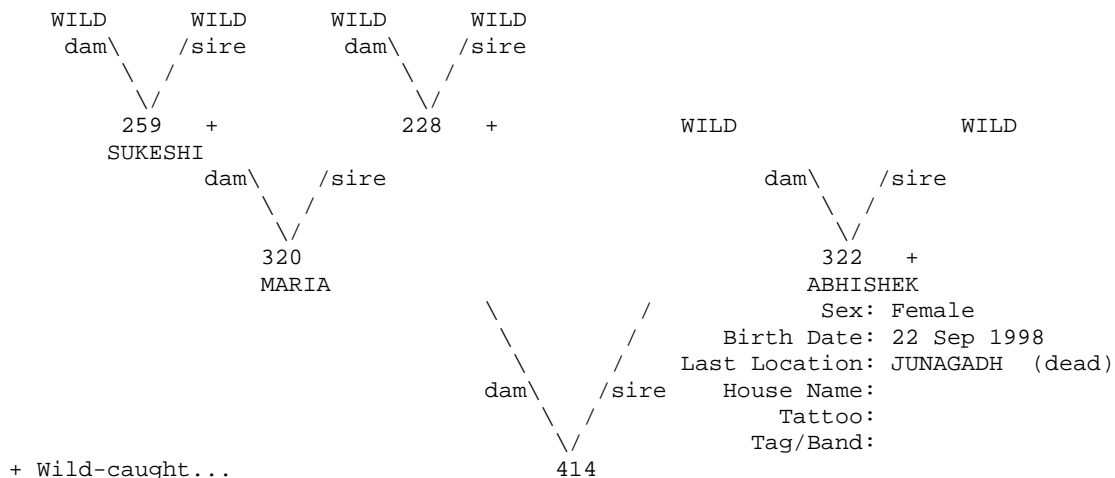 WILD WILD WILD WILD
dam\ /sire dam\ /sire
\ / \ /
\ / \ /
\/ \/
259 + 228 + WILD WILD
SUKESHI
dam\ /sire dam\ /sire
\ / \ /
\ / \ /
\/ \/
320 322 +
MARIA ABHISHEK
\ / Sex: Female
\ / Birth Date: 22 Sep 1998
\ / Last Location: JUNAGADH (dead)
dam\ /sire House Name:
\ / Tattoo:
\/ Tag/Band:
+ Wild-caught... 414